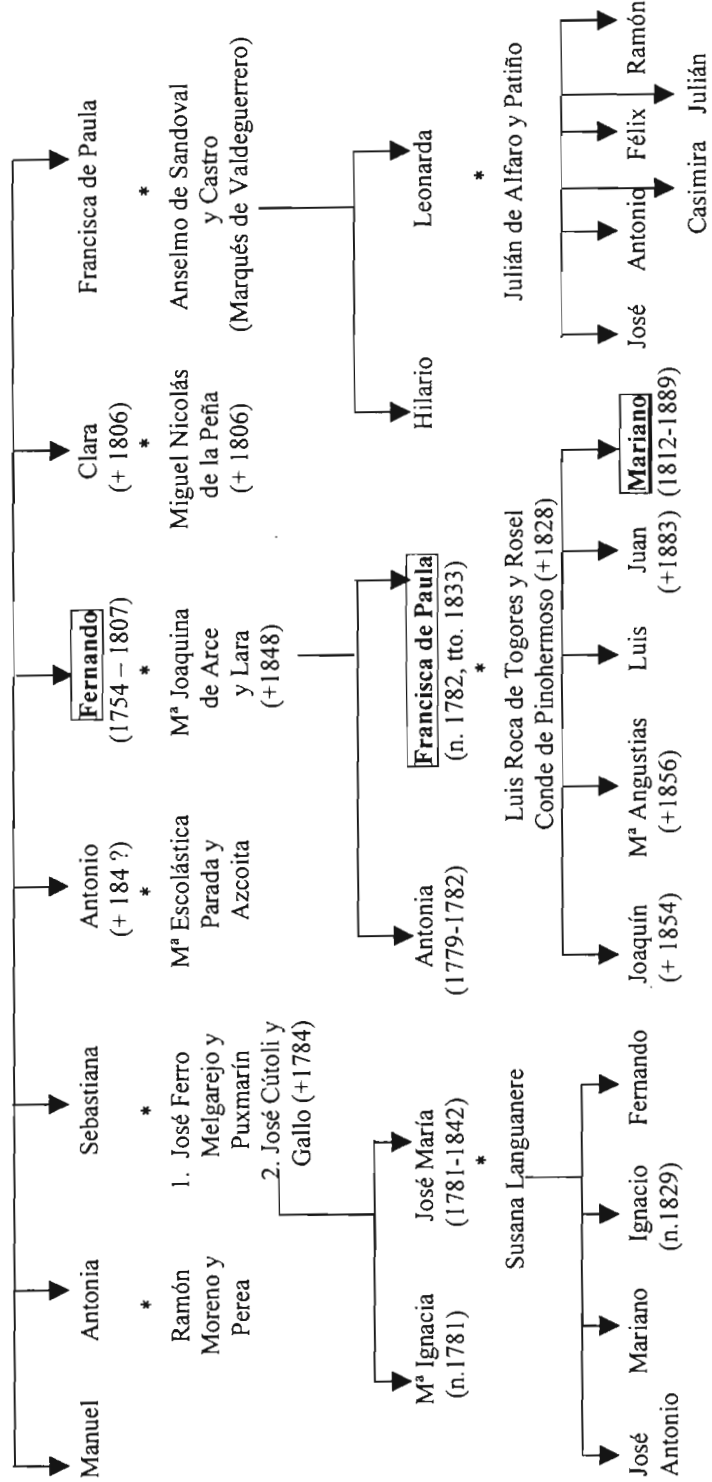 Manuel
Antonia
*
Ramón
Moreno y
Perea
Sebastiana
*
1. José Ferro
Melgarejo y
Puxmarín
2. José Cútoli y
Gallo (+1784)
Antonio
(+ 184 ?)
*
Mª Escolástica
Parada y
Azcoita
Fernando
(1754 – 1807)
*
Mª Joaquina
de Arce
y Lara
(+1848)
Clara
(+ 1806)
*
Miguel Nicolás
de la Peña
(+ 1806)
Francisca de Paula
*
Anselmo de Sandoval
y Castro
(Marqués de Valdeguerrero)
Mª Ignacia
(n.1781)
José María
(1781-1842)
*
Susana Languanere
Antonia
(1779-1782)
Francisca de Paula
(n. 1782, tto. 1833)
*
Luis Roca de Togores y Rosel
Conde de Pinohermoso (+1828)
Hilario
Leonarda
*
Julián de Alfaro y Patiño
José
Antonio
Mariano
Ignacio
(n.1829)
Fernando
Joaquín
(+ 1854)
Mª Angustias
(+1856)
Luis
Juan
(+1883)
Mariano
(1812-1889)
José
Antonio
Casimira
Félix
Julián
Ramón